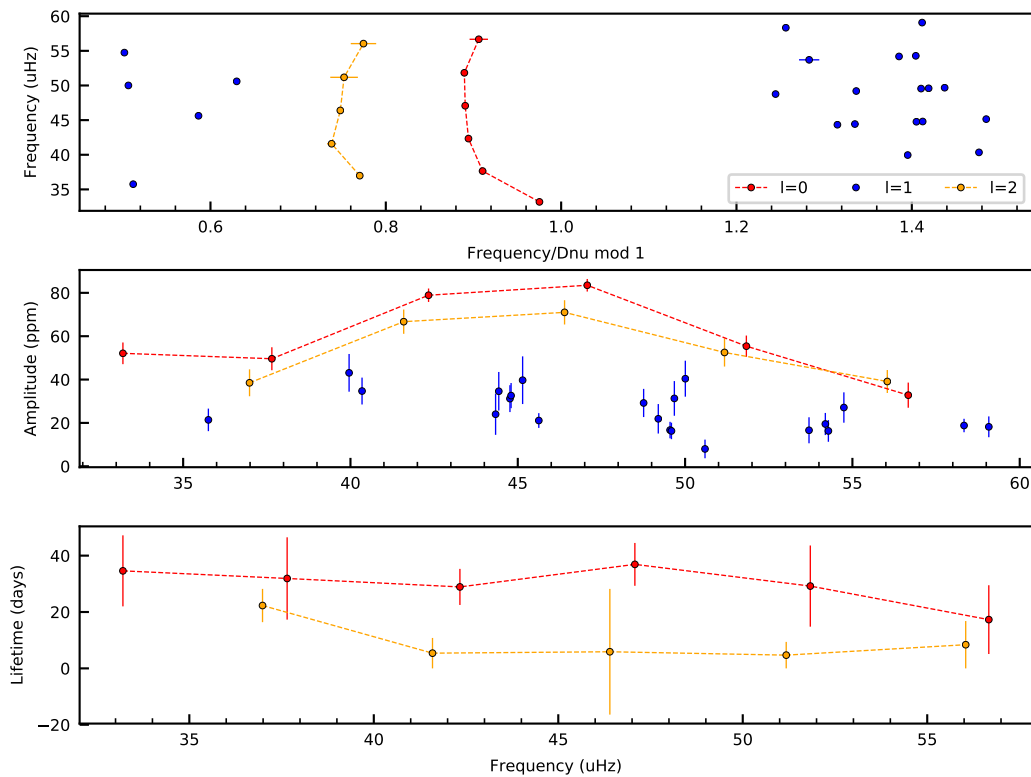 60
55
50
45
40
35
Frequency (uHz)
l=0 l=1 l=2
0.6 0.8 1.0 1.2 1.4
Frequency/Dnu mod 1
80
60
40
20
0
Amplitude (ppm)
35 40 45 50 55 60
40
20
0
−20
Lifetime (days)
35 40 45 50 55
Frequency (uHz)